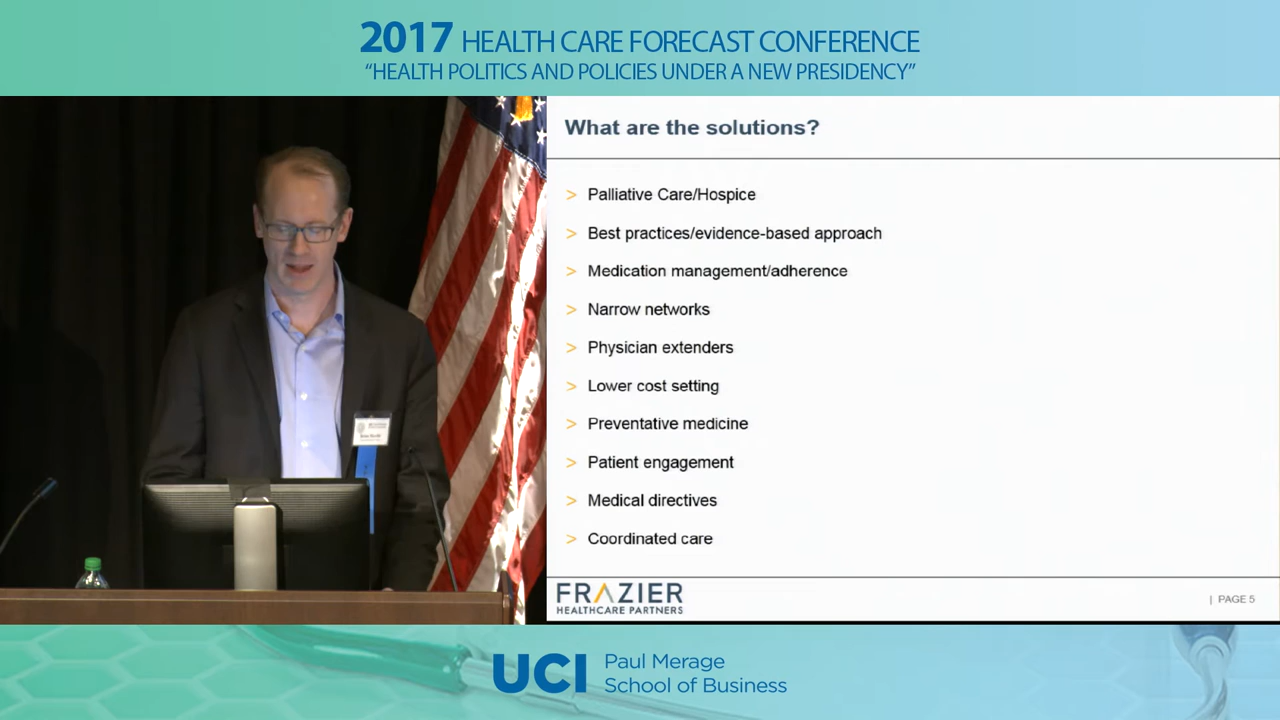 2017 HEALTH CARE FORECAST CONFERENCE
“HEALTH POLITICS AND POLICIES UNDER A NEW PRESIDENCY”
What are the solutions?
> Palliative Care/Hospice
> Best practices/evidence-based approach
> Medication management/adherence
> Narrow networks
> Physician extenders
> Lower cost setting
> Preventative medicine
> Patient engagement
> Medical directives
> Coordinated care
FRAZIER
HEALTHCARE PARTNERS
| PAGE 5
UCI Paul Merage
School of Business